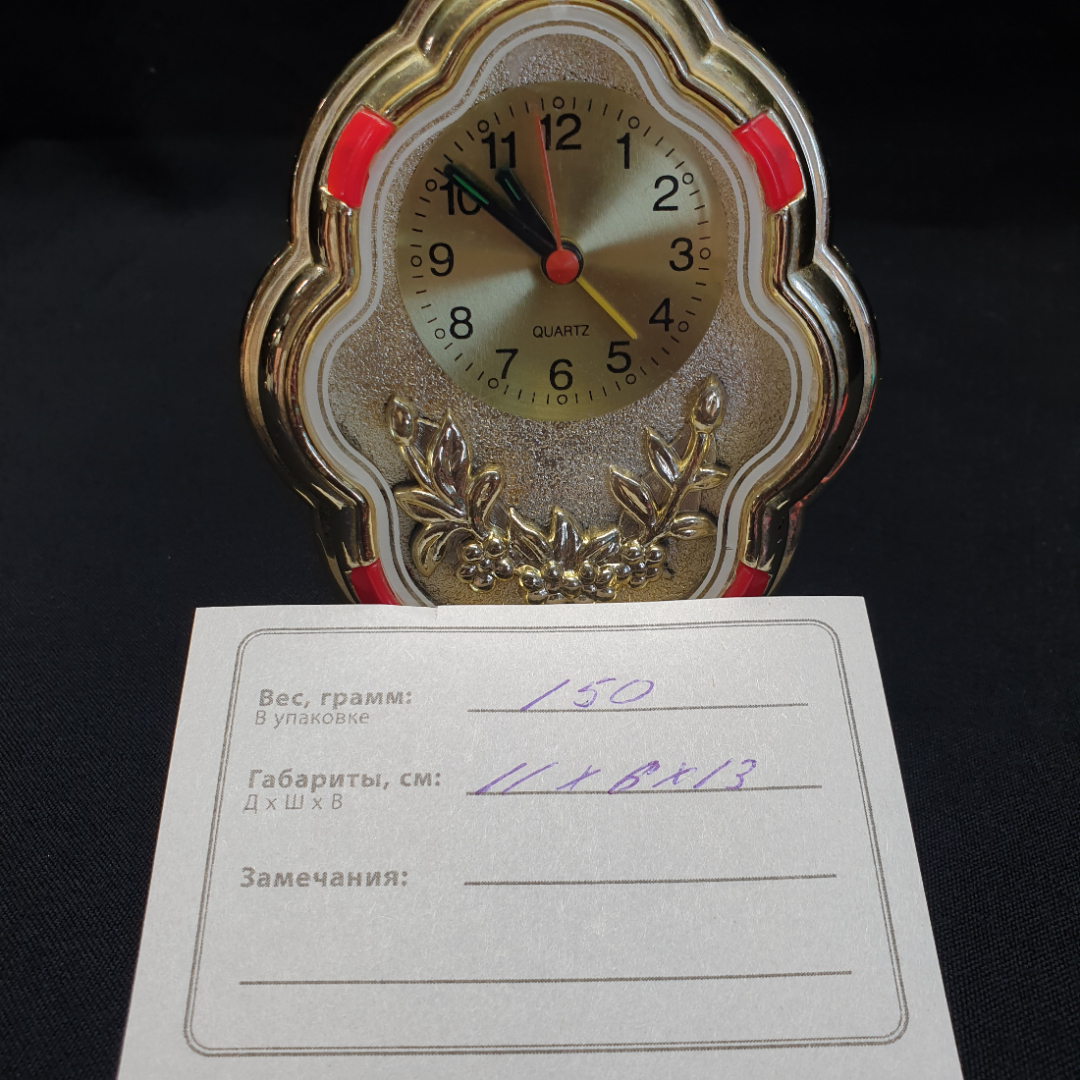 12
11
1
10
2
9
3
8
4
QUARTZ
7
5
6
Вес, грамм: 150
В упаковке
Габариты, см: 11 x 6 x 13
Д х Ш х В
Замечания: